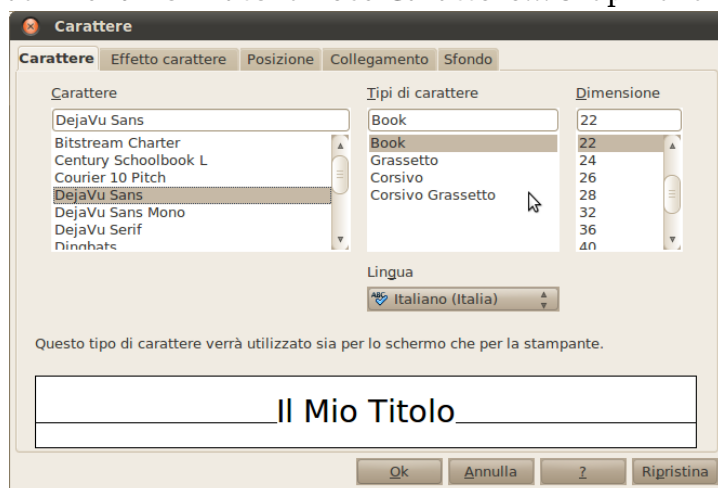 Carattere
Carattere Effetto carattere Posizione Collegamento Sfondo
Carattere Tipi di carattere Dimensione
DejaVu Sans Book 22
Bitstream Charter Book 22
Century Schoolbook L Grassetto 24
Courier 10 Pitch Corsivo 26
DejaVu Sans Corsivo Grassetto 28
DejaVu Sans Mono 32
DejaVu Serif 36
Dingbats 40
Lingua
ABC Italiano (Italia)
Questo tipo di carattere verrà utilizzato sia per lo schermo che per la stampante.
Il Mio Titolo
Ok Annulla ? Ripristina